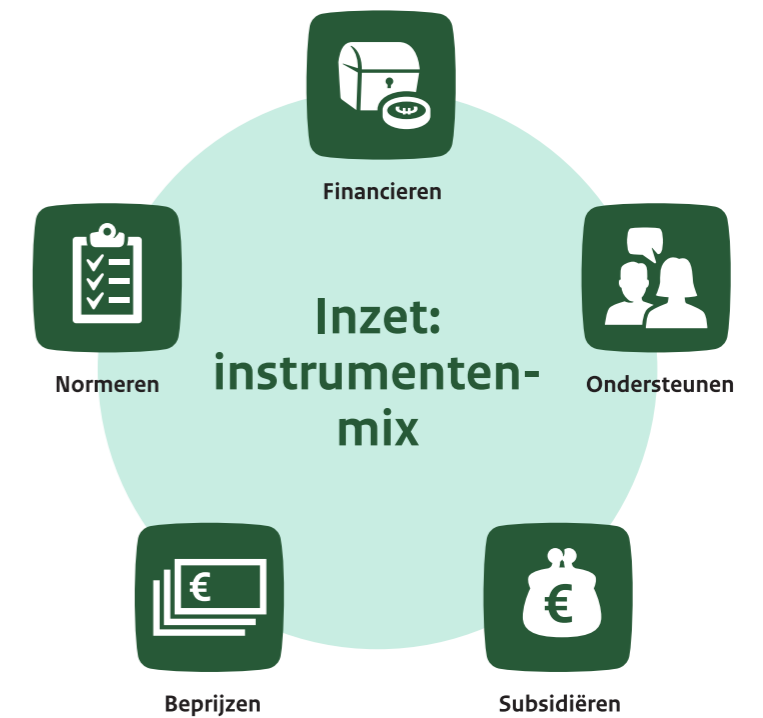 Financieren
Normeren
Inzet:
instrumenten-
mix
Ondersteunen
€
Beprijzen
€
Subsidiëren